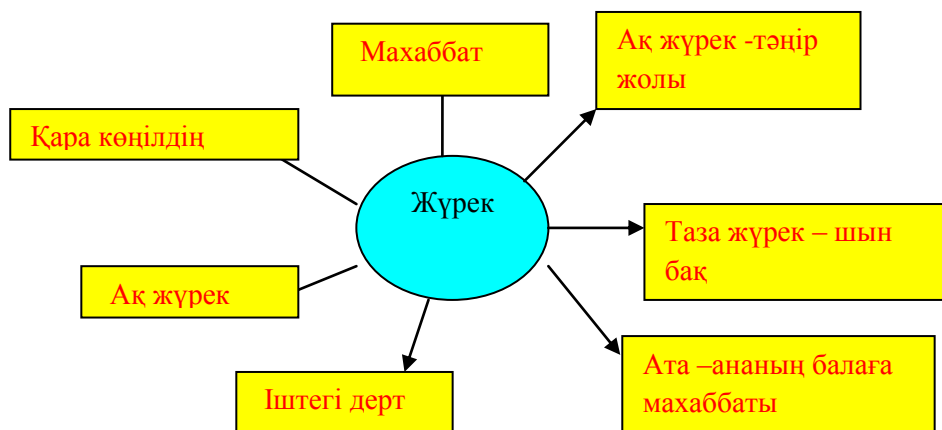 Махаббат
Ақ жүрек -тәңір
жолы
Қара көңілдің
Жүрек
Таза жүрек – шын
бақ
Ақ жүрек
Іштегі дерт
Ата –ананың балаға
махаббаты